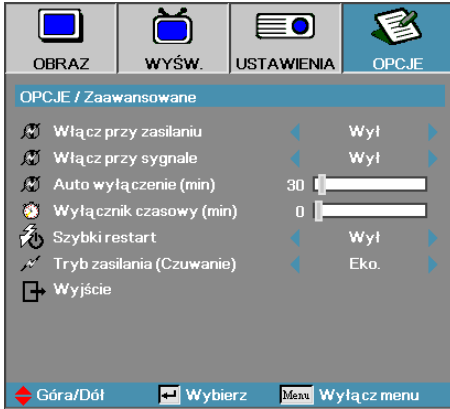 OBRAZ WYŚW. USTAWIENIA OPCJE
OPCJE / Zaawansowane
Włącz przy zasilaniu Wył
Włącz przy sygnale Wył
Auto wyłączenie (min) 30
Wyłącznik czasowy (min) 0
Szybki restart Wył
Tryb zasilania (Czuwanie) Eko.
Wyjście
Góra/Dół Wybierz Menu Wyłącz menu